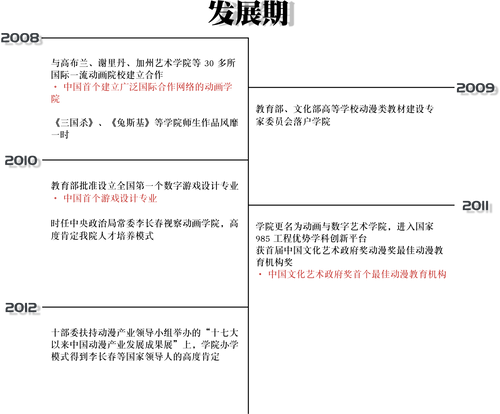 发展期
2008
与高布兰、谢里丹、加州艺术学院等 30 多所
国际一流动画院校建立合作
· 中国首个建立广泛国际合作网络的动画学
院
《三国杀》、《兔斯基》等学院师生作品风靡
一时
2009
教育部、文化部高等学校动漫类教材建设专
家委员会落户学院
2010
教育部批准设立全国第一个数字游戏设计专业
· 中国首个游戏设计专业
时任中央政治局常委李长春视察动画学院，高
度肯定我院人才培养模式
2011
学院更名为动画与数字艺术学院，进入国家
985 工程优势学科创新平台
获首届中国文化艺术政府奖动漫奖最佳动漫教
育机构奖
· 中国文化艺术政府奖首个最佳动漫教育机构
2012
十部委扶持动漫产业领导小组举办的“十七大
以来中国动漫产业发展成果展”上，学院办学
模式得到李长春等国家领导人的高度肯定